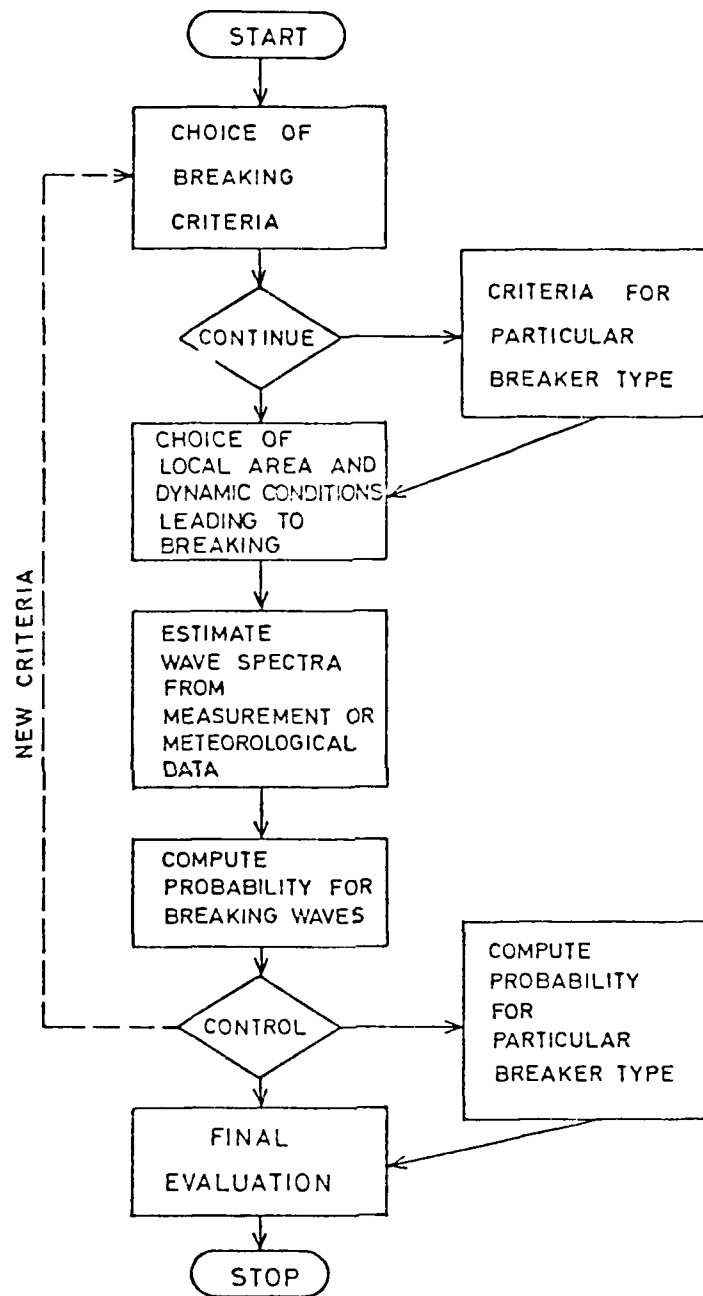 START
CHOICE OF
BREAKING
CRITERIA
CONTINUE
CRITERIA FOR
PARTICULAR
BREAKER TYPE
CHOICE OF
LOCAL AREA AND
DYNAMIC CONDITIONS
LEADING TO
BREAKING
NEW CRITERIA
ESTIMATE
WAVE SPECTRA
FROM
MEASUREMENT OR
METEOROLOGICAL
DATA
COMPUTE
PROBABILITY FOR
BREAKING WAVES
CONTROL
COMPUTE
PROBABILITY
FOR
PARTICULAR
BREAKER TYPE
FINAL
EVALUATION
STOP